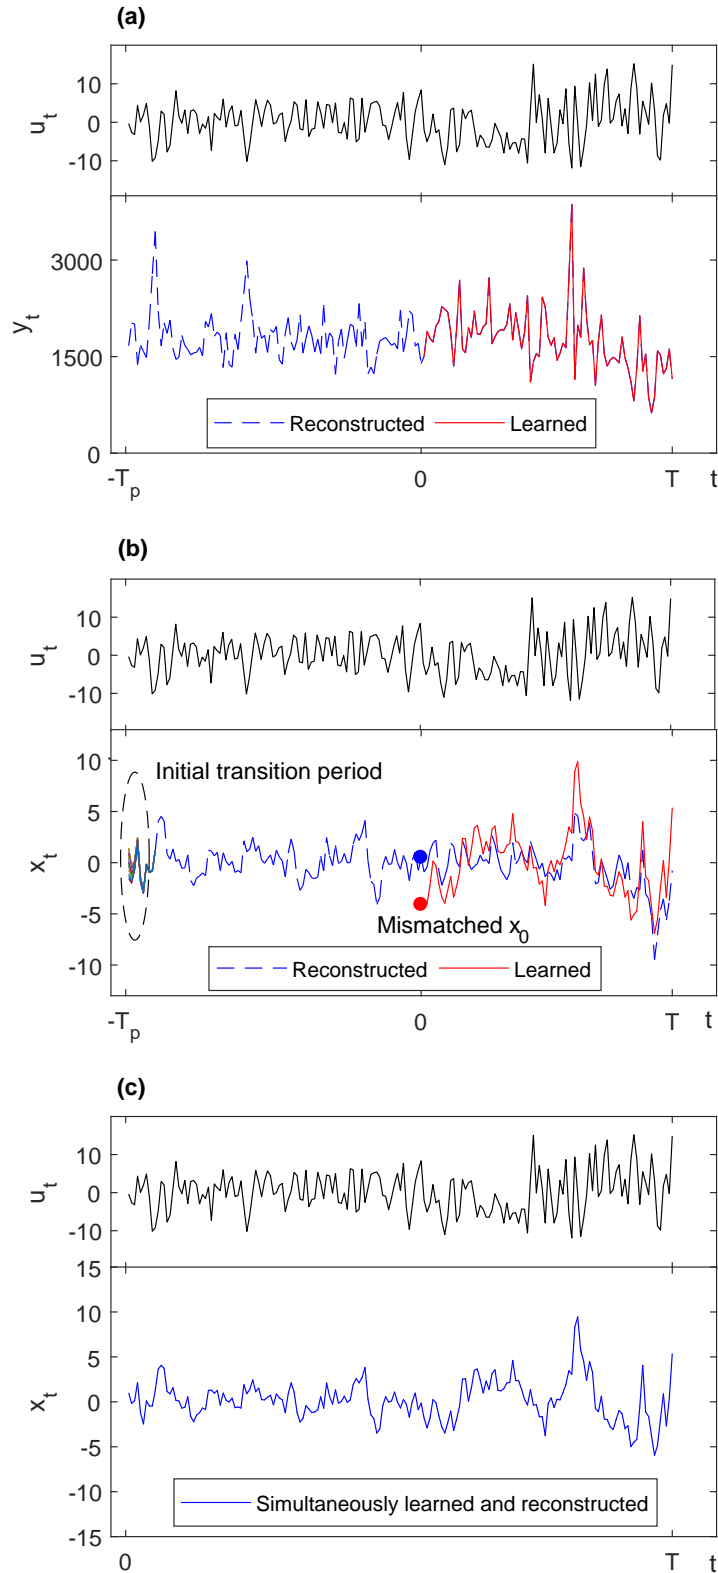 (a)
10
0
-10
u_t
3000
1500
0
y_t
Reconstructed Learned
-T_p 0 T t
(b)
10
0
-10
u_t
10
5
0
-5
-10
x_t
Initial transition period
Mismatched x_0
Reconstructed Learned
-T_p 0 T t
(c)
10
0
-10
u_t
15
10
5
0
-5
-10
-15
x_t
Simultaneously learned and reconstructed
0 T t